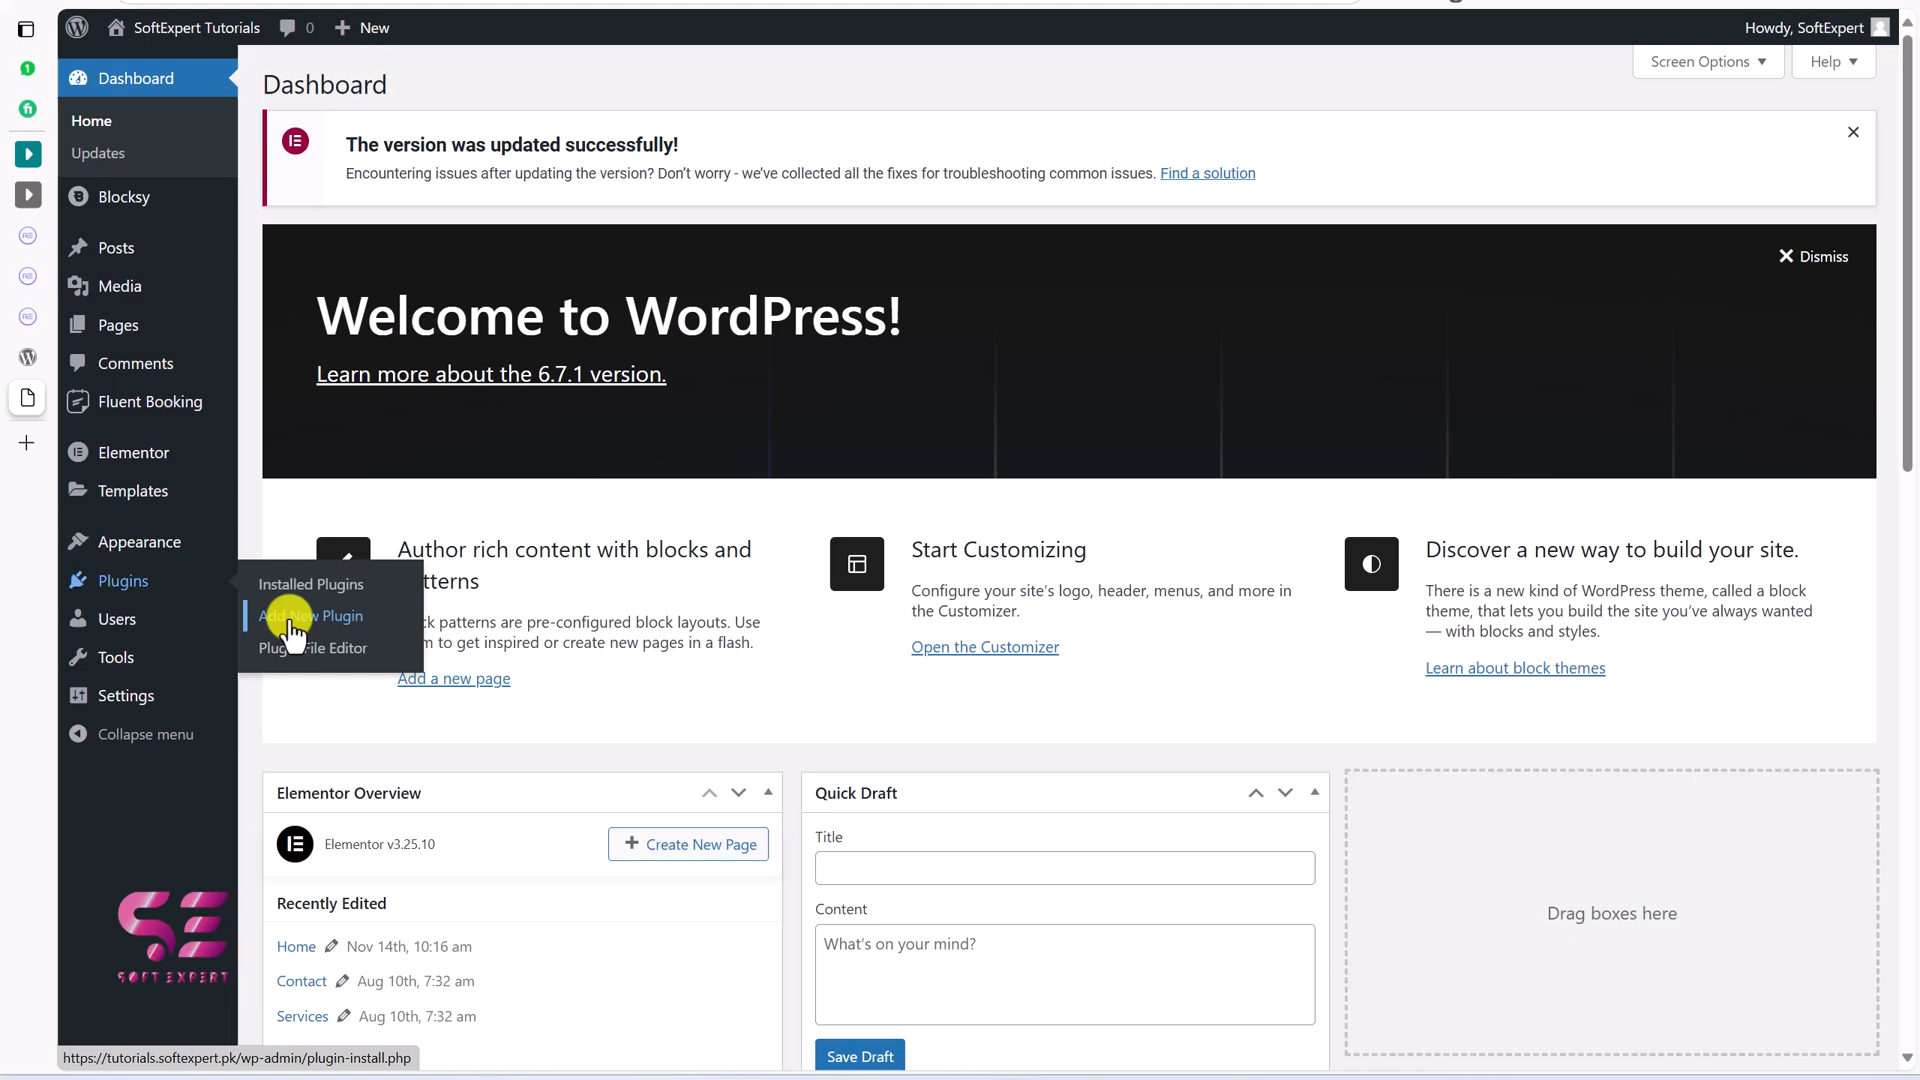 SoftExpert Tutorials 0 New Howdy, SoftExpert
Dashboard
Home
Updates
Blocksy
Posts
Media
Pages
Comments
Fluent Booking
Elementor
Templates
Appearance
Plugins
Users
Tools
Settings
Collapse menu
Installed Plugins
Add New Plugin
Plugin File Editor
Screen Options Help
Dashboard
The version was updated successfully!
Encountering issues after updating the version? Don't worry - we've collected all the fixes for troubleshooting common issues. Find a solution
Dismiss
Welcome to WordPress!
Learn more about the 6.7.1 version.
Author rich content with blocks and
tterns
ck patterns are pre-configured block layouts. Use
m to get inspired or create new pages in a flash.
Add a new page
Start Customizing
Configure your site's logo, header, menus, and more in
the Customizer.
Open the Customizer
Discover a new way to build your site.
There is a new kind of WordPress theme, called a block
theme, that lets you build the site you've always wanted
— with blocks and styles.
Learn about block themes
Elementor Overview
Elementor v3.25.10
Create New Page
Recently Edited
Home Nov 14th, 10:16 am
Contact Aug 10th, 7:32 am
Services Aug 10th, 7:32 am
Quick Draft
Title
Content
What's on your mind?
Save Draft
Drag boxes here
SE
SOFT EXPERT
https://tutorials.softexpert.pk/wp-admin/plugin-install.php